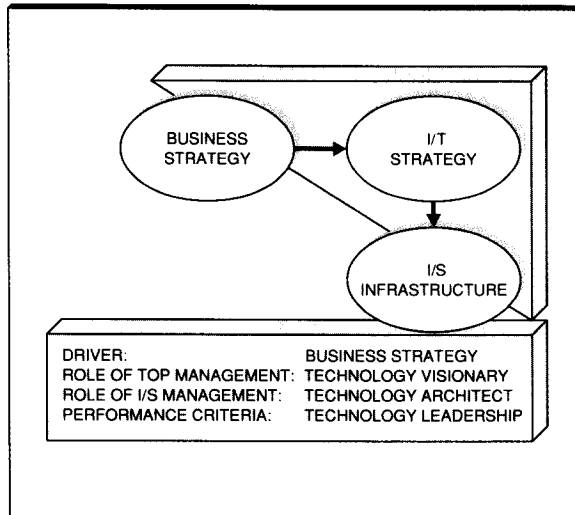 BUSINESS
STRATEGY
I/T
STRATEGY
I/S
INFRASTRUCTURE
DRIVER: BUSINESS STRATEGY
ROLE OF TOP MANAGEMENT: TECHNOLOGY VISIONARY
ROLE OF I/S MANAGEMENT: TECHNOLOGY ARCHITECT
PERFORMANCE CRITERIA: TECHNOLOGY LEADERSHIP